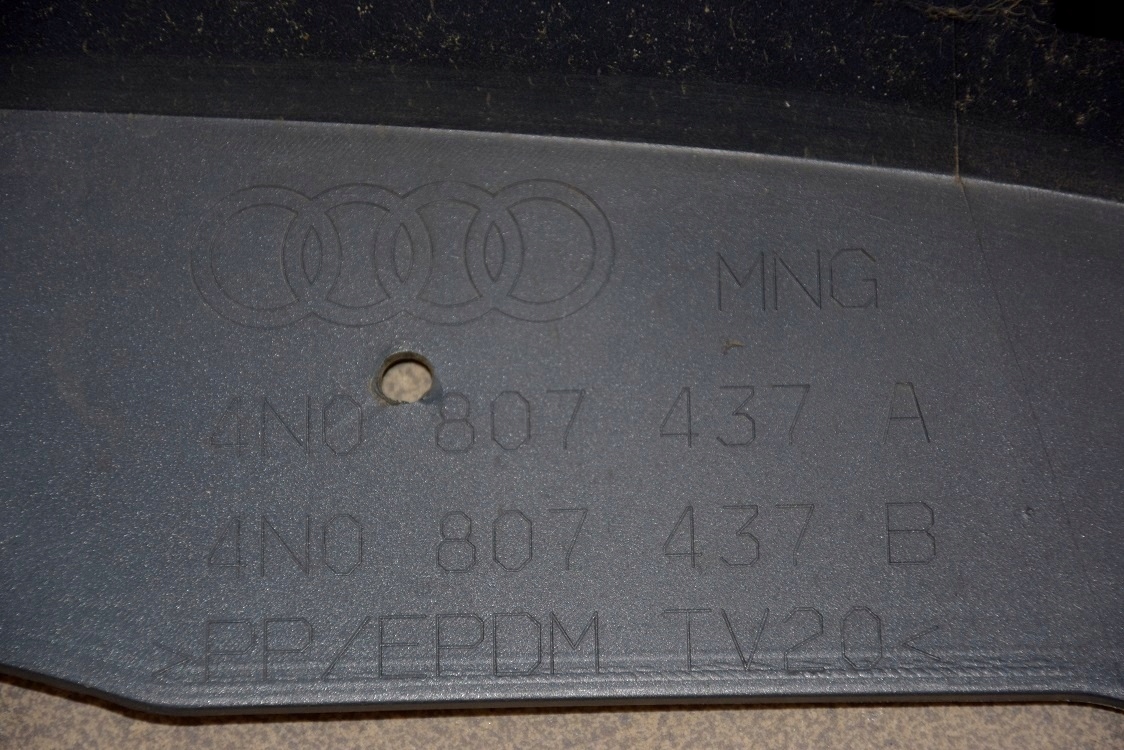 MNG
4N0 807 437 A
4N0 807 437 B
>PP/EPDM TV20<